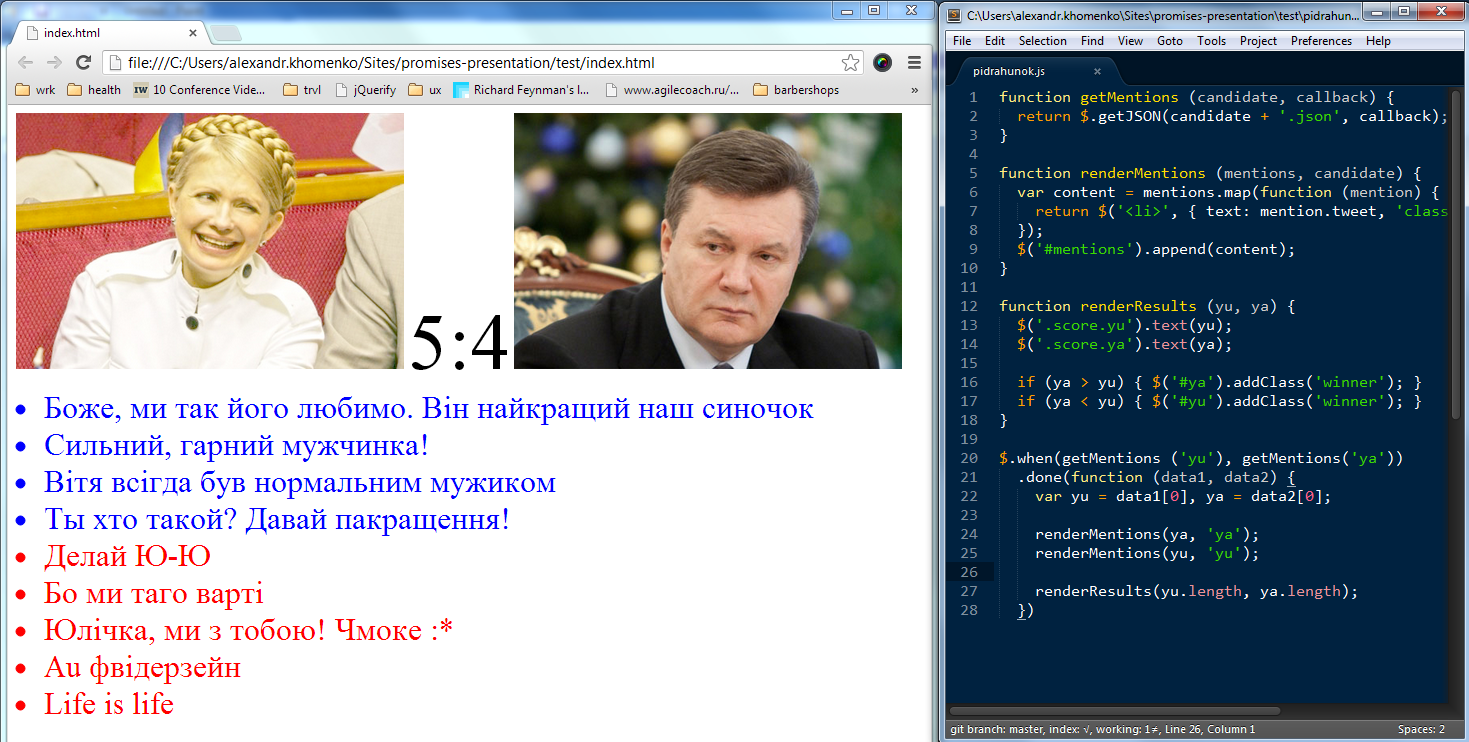 index.html
file:///C:/Users/alexandr.khomenko/Sites/promises-presentation/test/index.html
wrk health IW 10 Conference Vide... trvl jQuerify ux Richard Feynman's l... www.agilecoach.ru/... barbershops »
5:4
Боже, ми так його любимо. Він найкращий наш синочок
Сильний, гарний мужчинка!
Вітя всігда був нормальним мужиком
Ты хто такой? Давай пакращення!
Делай Ю-Ю
Бо ми таго варті
Юлічка, ми з тобою! Чмоке :*
Au фвідерзейн
Life is life
C:\Users\alexandr.khomenko\Sites\promises-presentation\test\pidrahun...
File Edit Selection Find View Goto Tools Project Preferences Help
pidrahunok.js
1 function getMentions (candidate, callback) {
2 return $.getJSON(candidate + '.json', callback);
3 }
4
5 function renderMentions (mentions, candidate) {
6 var content = mentions.map(function (mention) {
7 return $('<li>', { text: mention.tweet, 'class
8 });
9 $('#mentions').append(content);
10 }
11
12 function renderResults (yu, ya) {
13 $('.score.yu').text(yu);
14 $('.score.ya').text(ya);
15
16 if (ya > yu) { $('#ya').addClass('winner'); }
17 if (ya < yu) { $('#yu').addClass('winner'); }
18 }
19
20 $.when(getMentions ('yu'), getMentions('ya'))
21 .done(function (data1, data2) {
22 var yu = data1[0], ya = data2[0];
23
24 renderMentions(ya, 'ya');
25 renderMentions(yu, 'yu');
26
27 renderResults(yu.length, ya.length);
28 })
git branch: master, index: √, working: 1≠, Line 26, Column 1 Spaces: 2